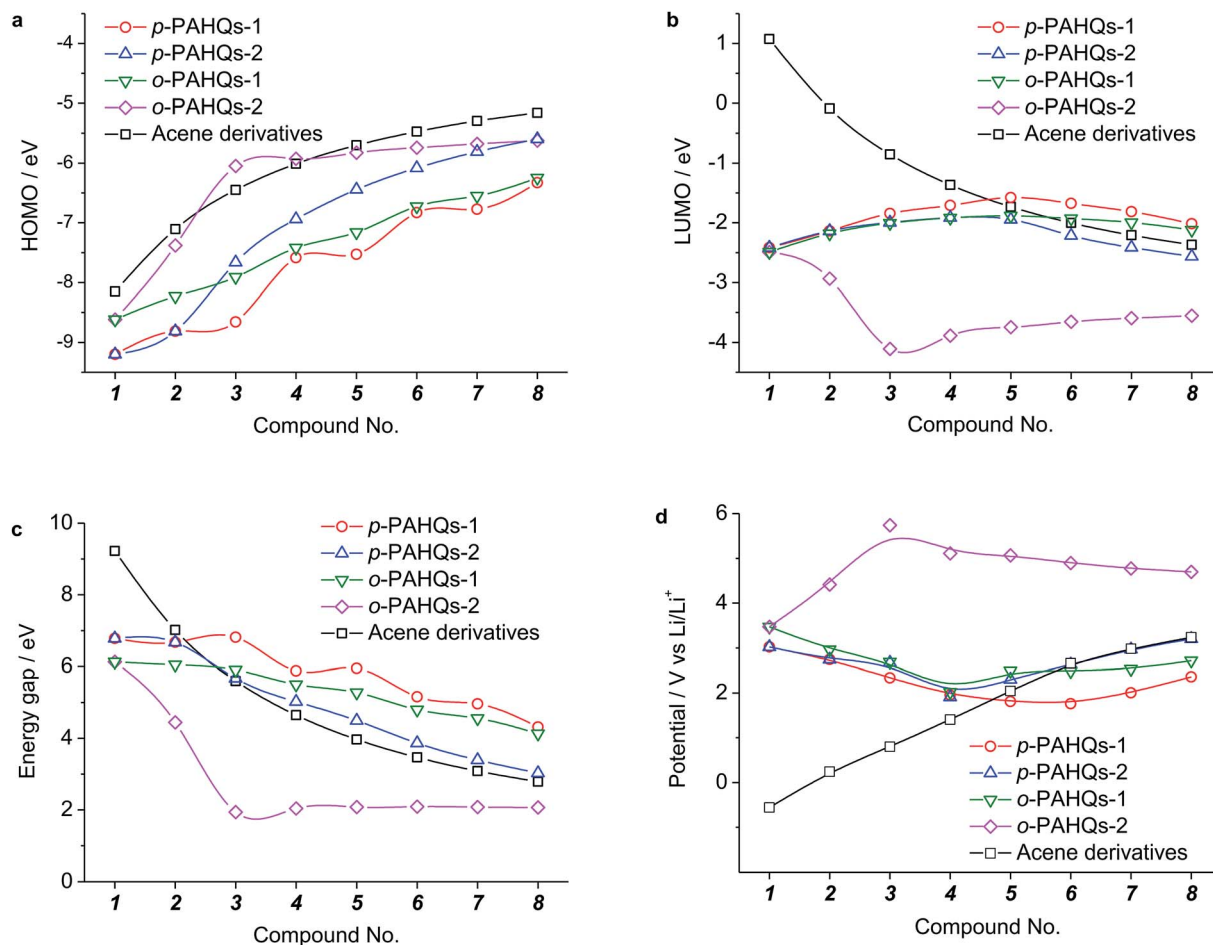 a
p-PAHQs-1
p-PAHQs-2
o-PAHQs-1
o-PAHQs-2
Acene derivatives
-4
-5
-6
-7
-8
-9
HOMO / eV
1 2 3 4 5 6 7 8
Compound No.
b
p-PAHQs-1
p-PAHQs-2
o-PAHQs-1
o-PAHQs-2
Acene derivatives
1
0
-1
-2
-3
-4
LUMO / eV
1 2 3 4 5 6 7 8
Compound No.
c
p-PAHQs-1
p-PAHQs-2
o-PAHQs-1
o-PAHQs-2
Acene derivatives
10
8
6
4
2
0
Energy gap / eV
1 2 3 4 5 6 7 8
Compound No.
d
6
4
2
0
Potential / V vs Li/Li⁺
p-PAHQs-1
p-PAHQs-2
o-PAHQs-1
o-PAHQs-2
Acene derivatives
1 2 3 4 5 6 7 8
Compound No.